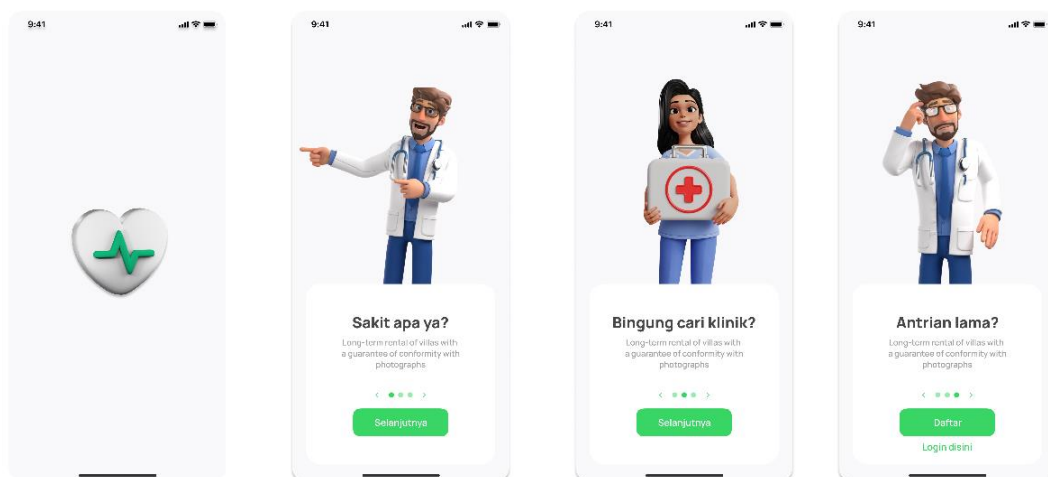 9:41
9:41
Sakit apa ya?
Long-term rental of villas with
a guarantee of conformity with
photographs
Selanjutnya
9:41
Bingung cari klinik?
Long-term rental of villas with
a guarantee of conformity with
photographs
Selanjutnya
9:41
Antrian lama?
Long-term rental of villas with
a guarantee of conformity with
photographs
Daftar
Login disini